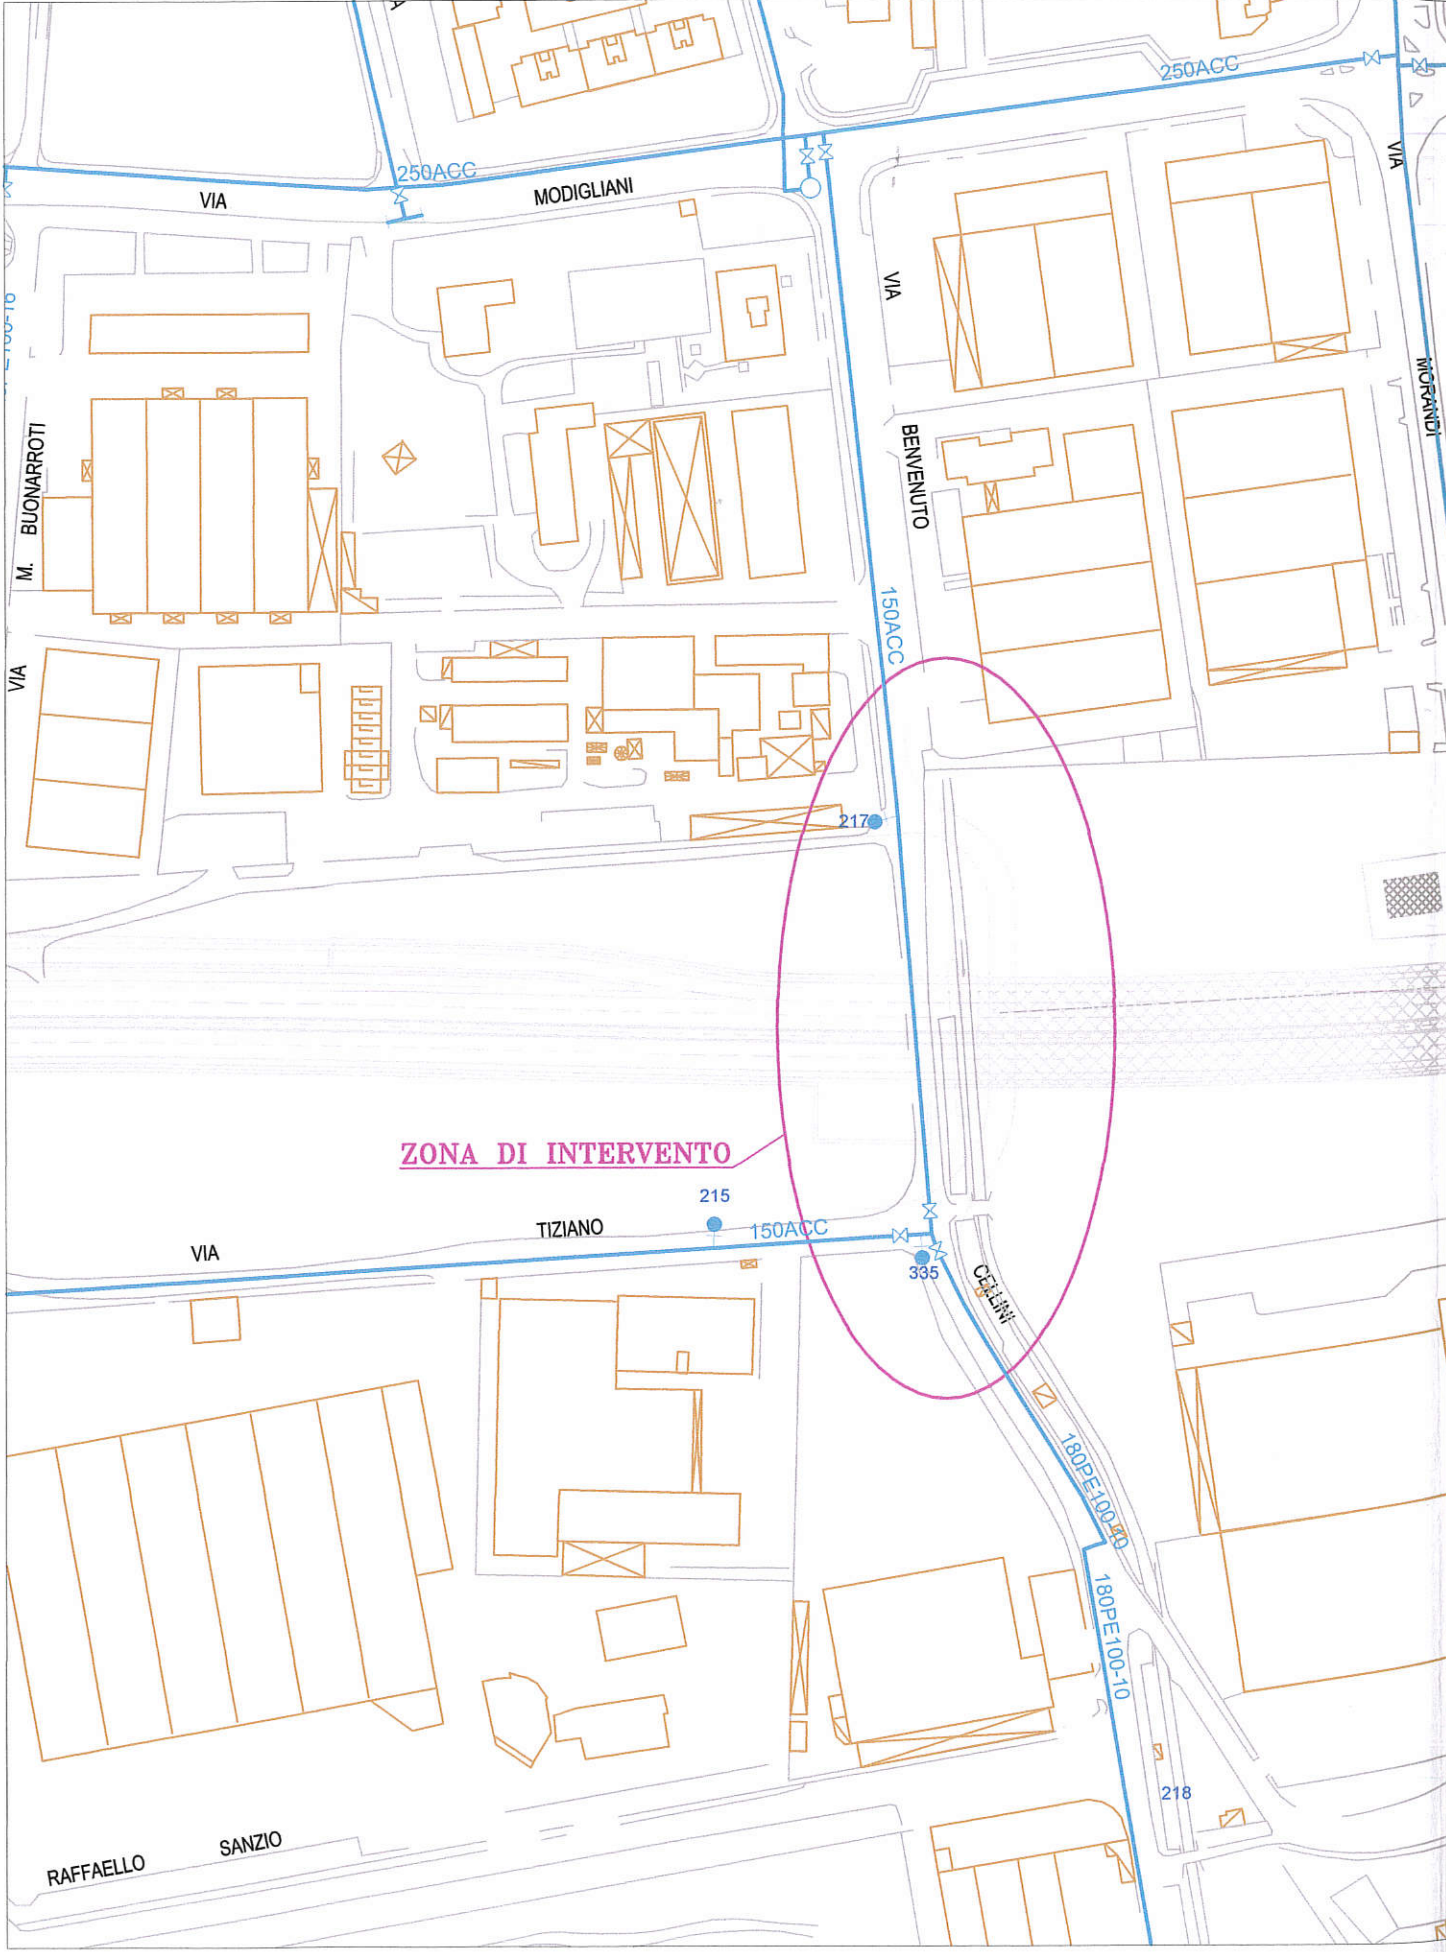 250ACC
250ACC
VIA
MODIGLIANI
VIA
VIA
MORANDI
BENVENUTO
M. BUONARROTI
VIA
150ACC
217
ZONA DI INTERVENTO
215
VIA
TIZIANO
150ACC
335
CELLINI
180PE100-10
180PE100-10
218
RAFFAELLO
SANZIO